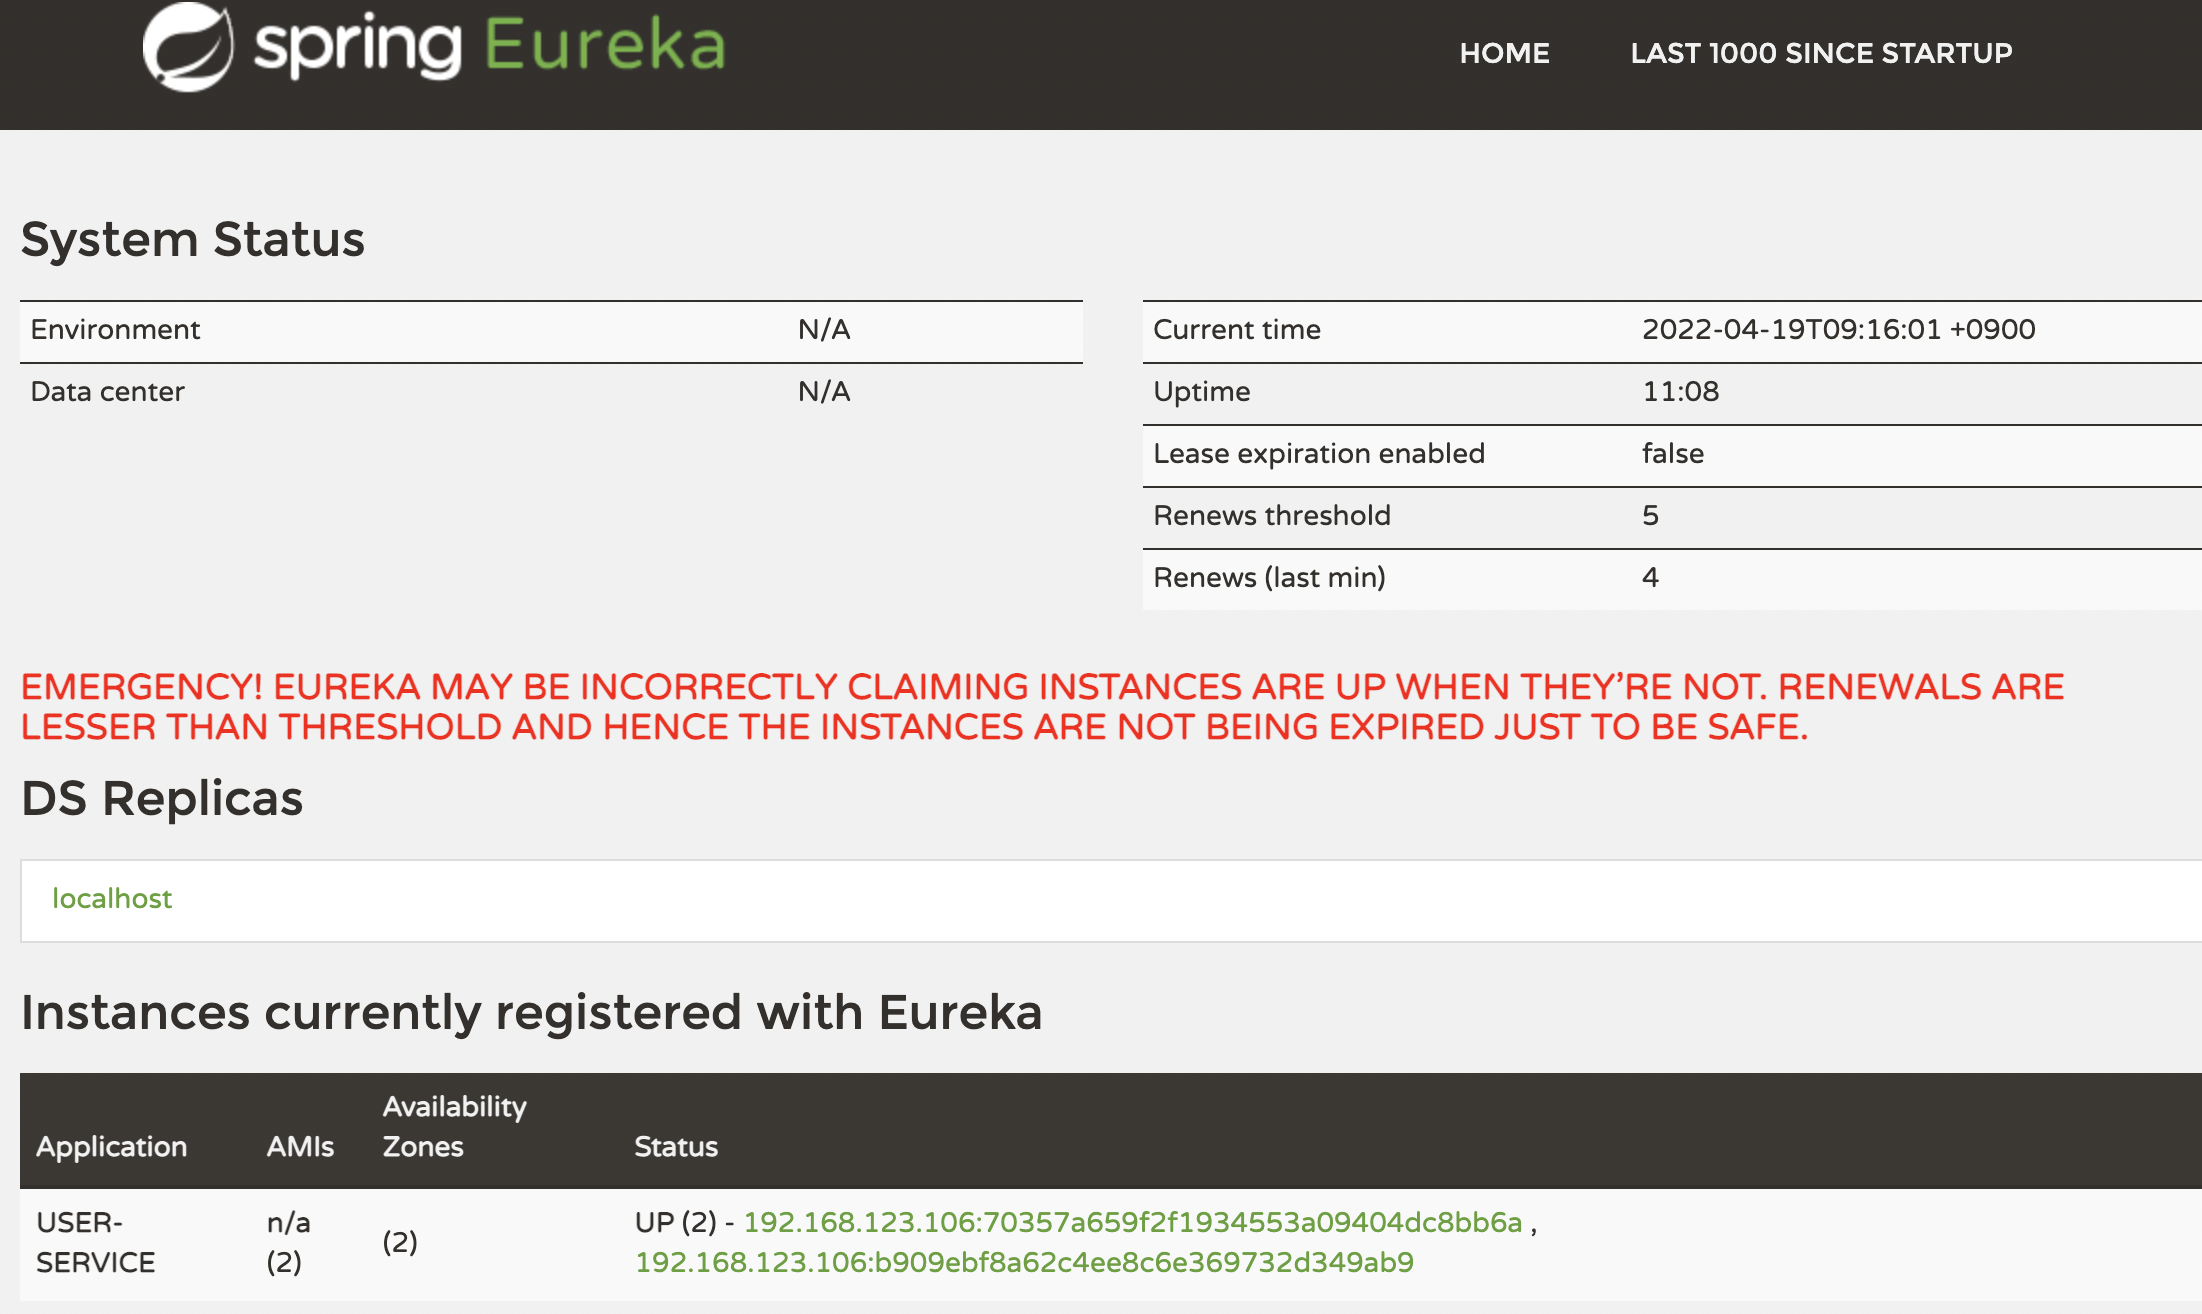 spring Eureka
HOME LAST 1000 SINCE STARTUP
System Status
Environment N/A
Data center N/A
Current time 2022-04-19T09:16:01 +0900
Uptime 11:08
Lease expiration enabled false
Renews threshold 5
Renews (last min) 4
EMERGENCY! EUREKA MAY BE INCORRECTLY CLAIMING INSTANCES ARE UP WHEN THEY'RE NOT. RENEWALS ARE
LESSER THAN THRESHOLD AND HENCE THE INSTANCES ARE NOT BEING EXPIRED JUST TO BE SAFE.
DS Replicas
localhost
Instances currently registered with Eureka
Application AMIs Availability Zones Status
USER-SERVICE n/a (2) (2) UP (2) - 192.168.123.106:70357a659f2f1934553a09404dc8bb6a ,
192.168.123.106:b909ebf8a62c4ee8c6e369732d349ab9